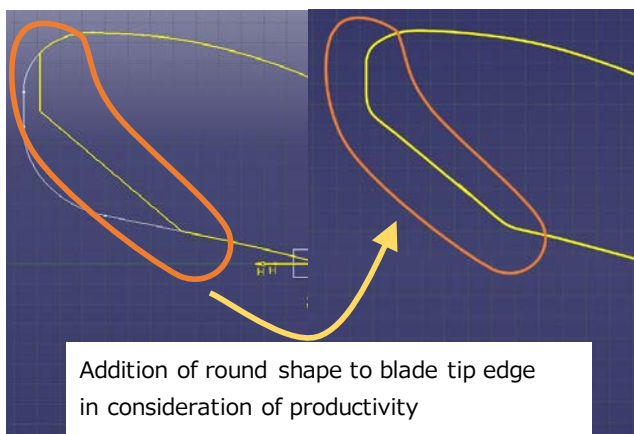 H H
Addition of round shape to blade tip edge
in consideration of productivity